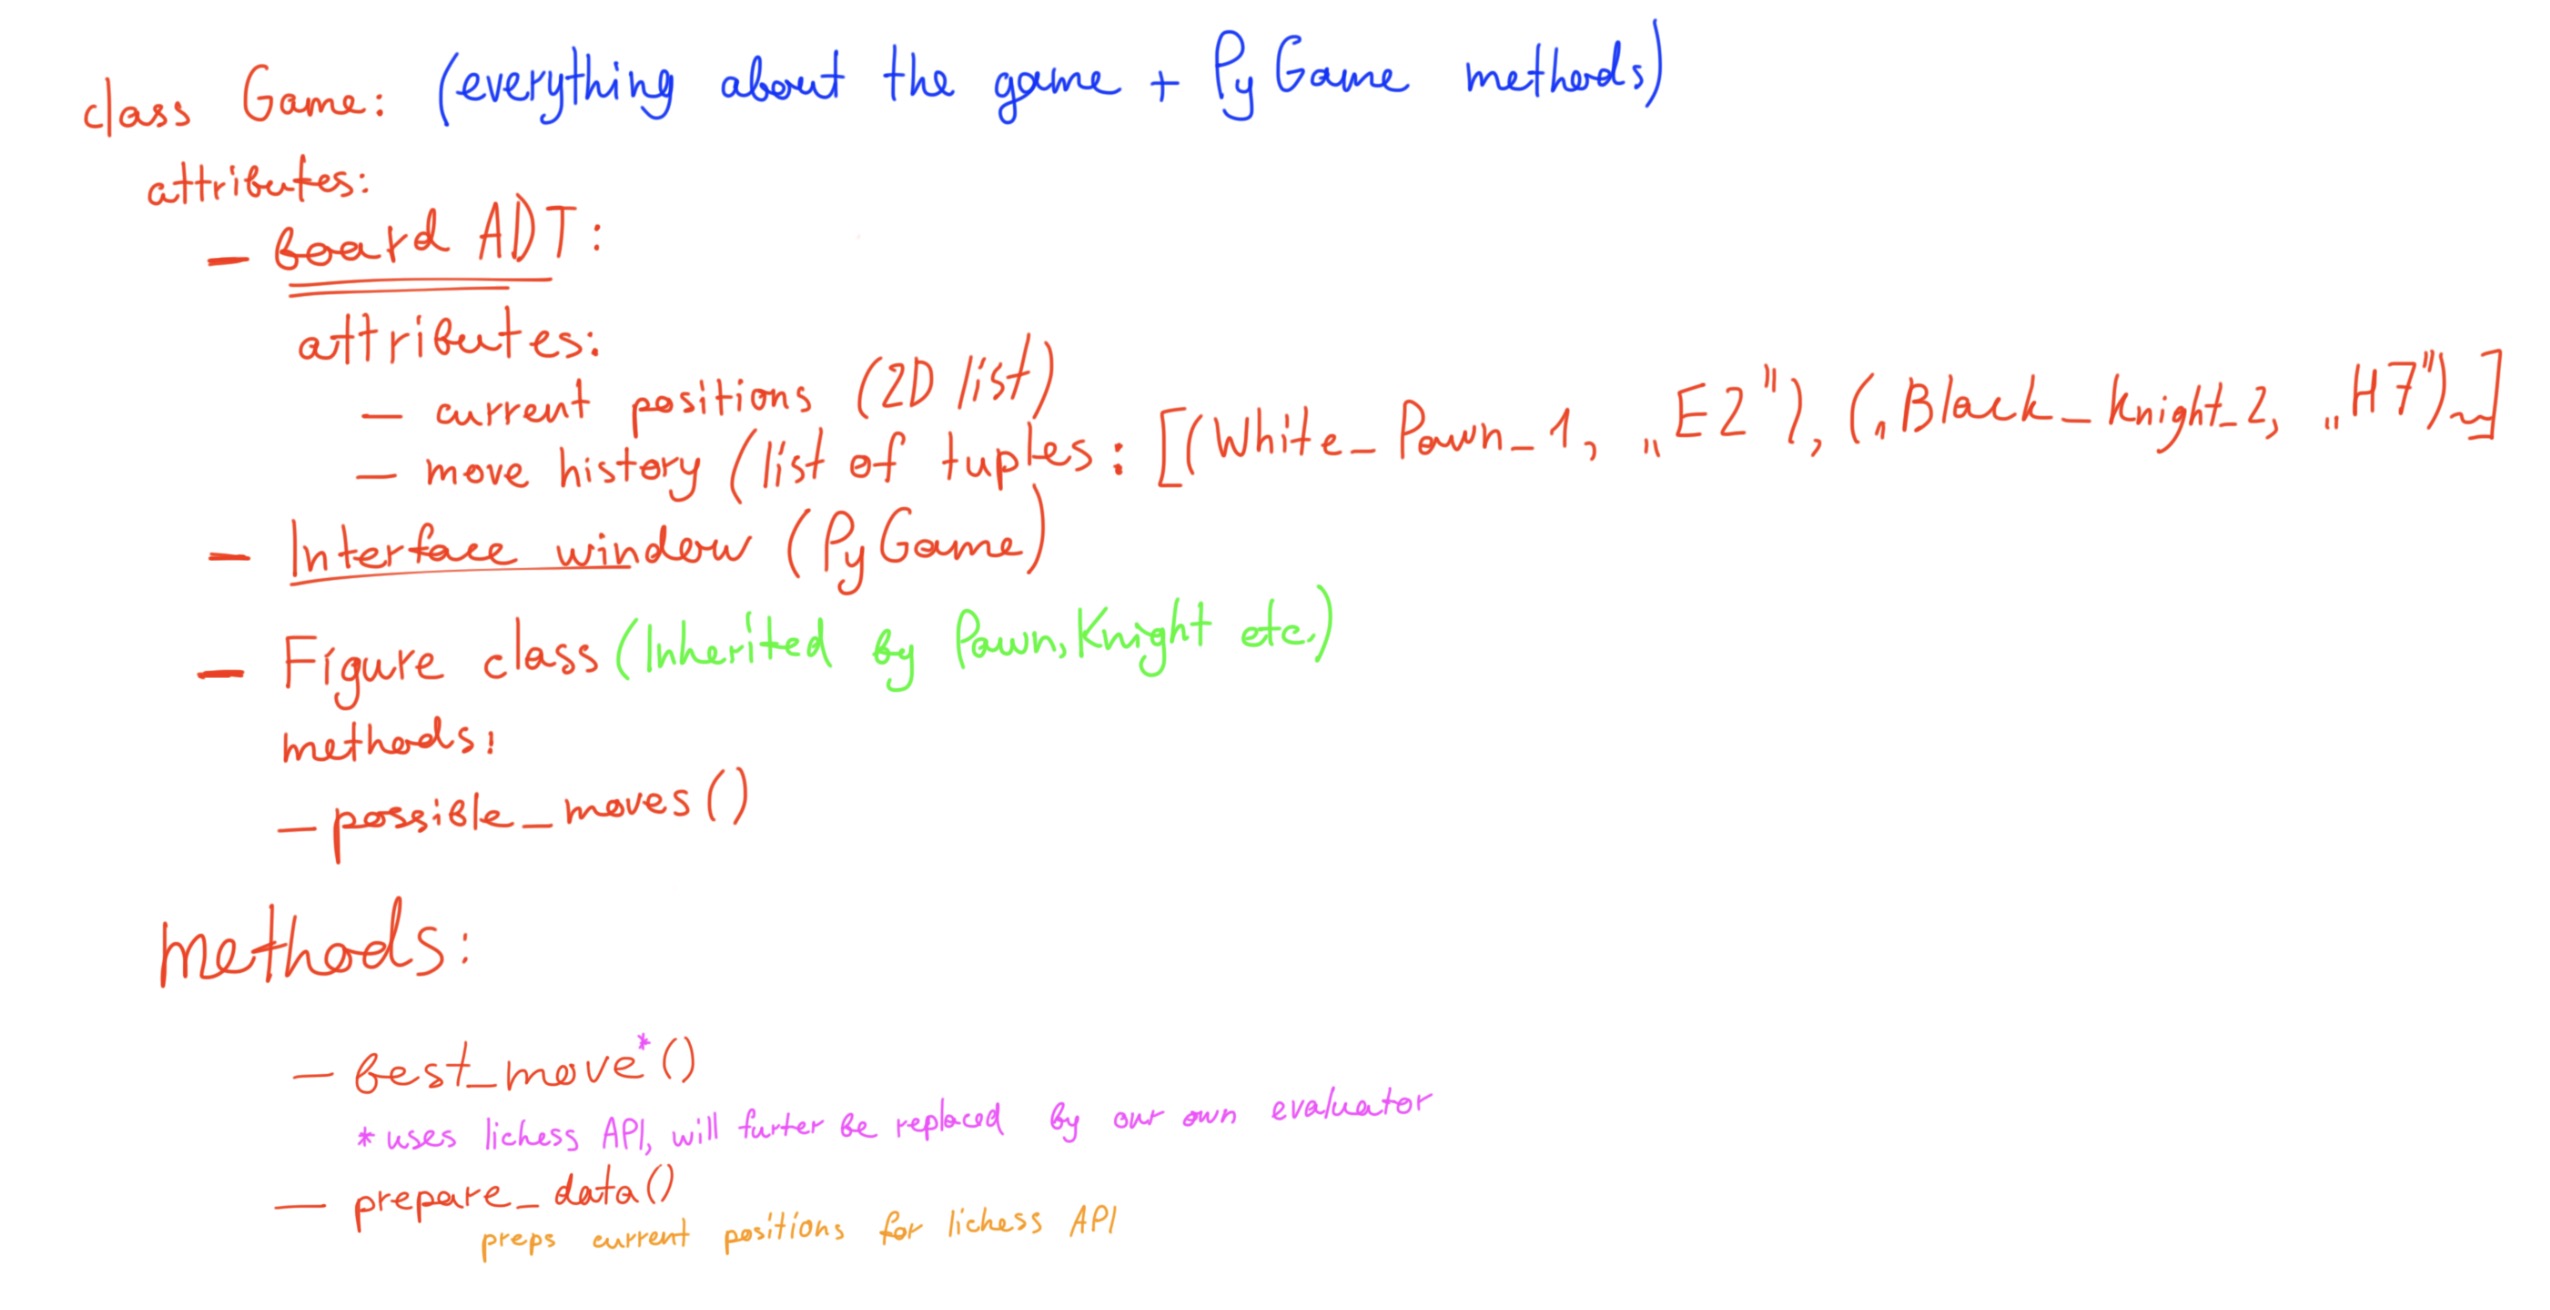 class Game: (everything about the game + PyGame methods)
attributes:
- board ADT:
attributes:
- current positions (2D list)
- move history (list of tuples: [(White_Pawn_1, „E2"), („Black_Knight_2, „H7")~]
- Interface window (PyGame)
- Figure class (Inherited by Pawn, Knight etc.)
methods:
- possible_moves()
methods:
- best_move*()
* uses lichess API, will furter be replaced by our own evaluator
- prepare_data()
preps current positions for lichess API